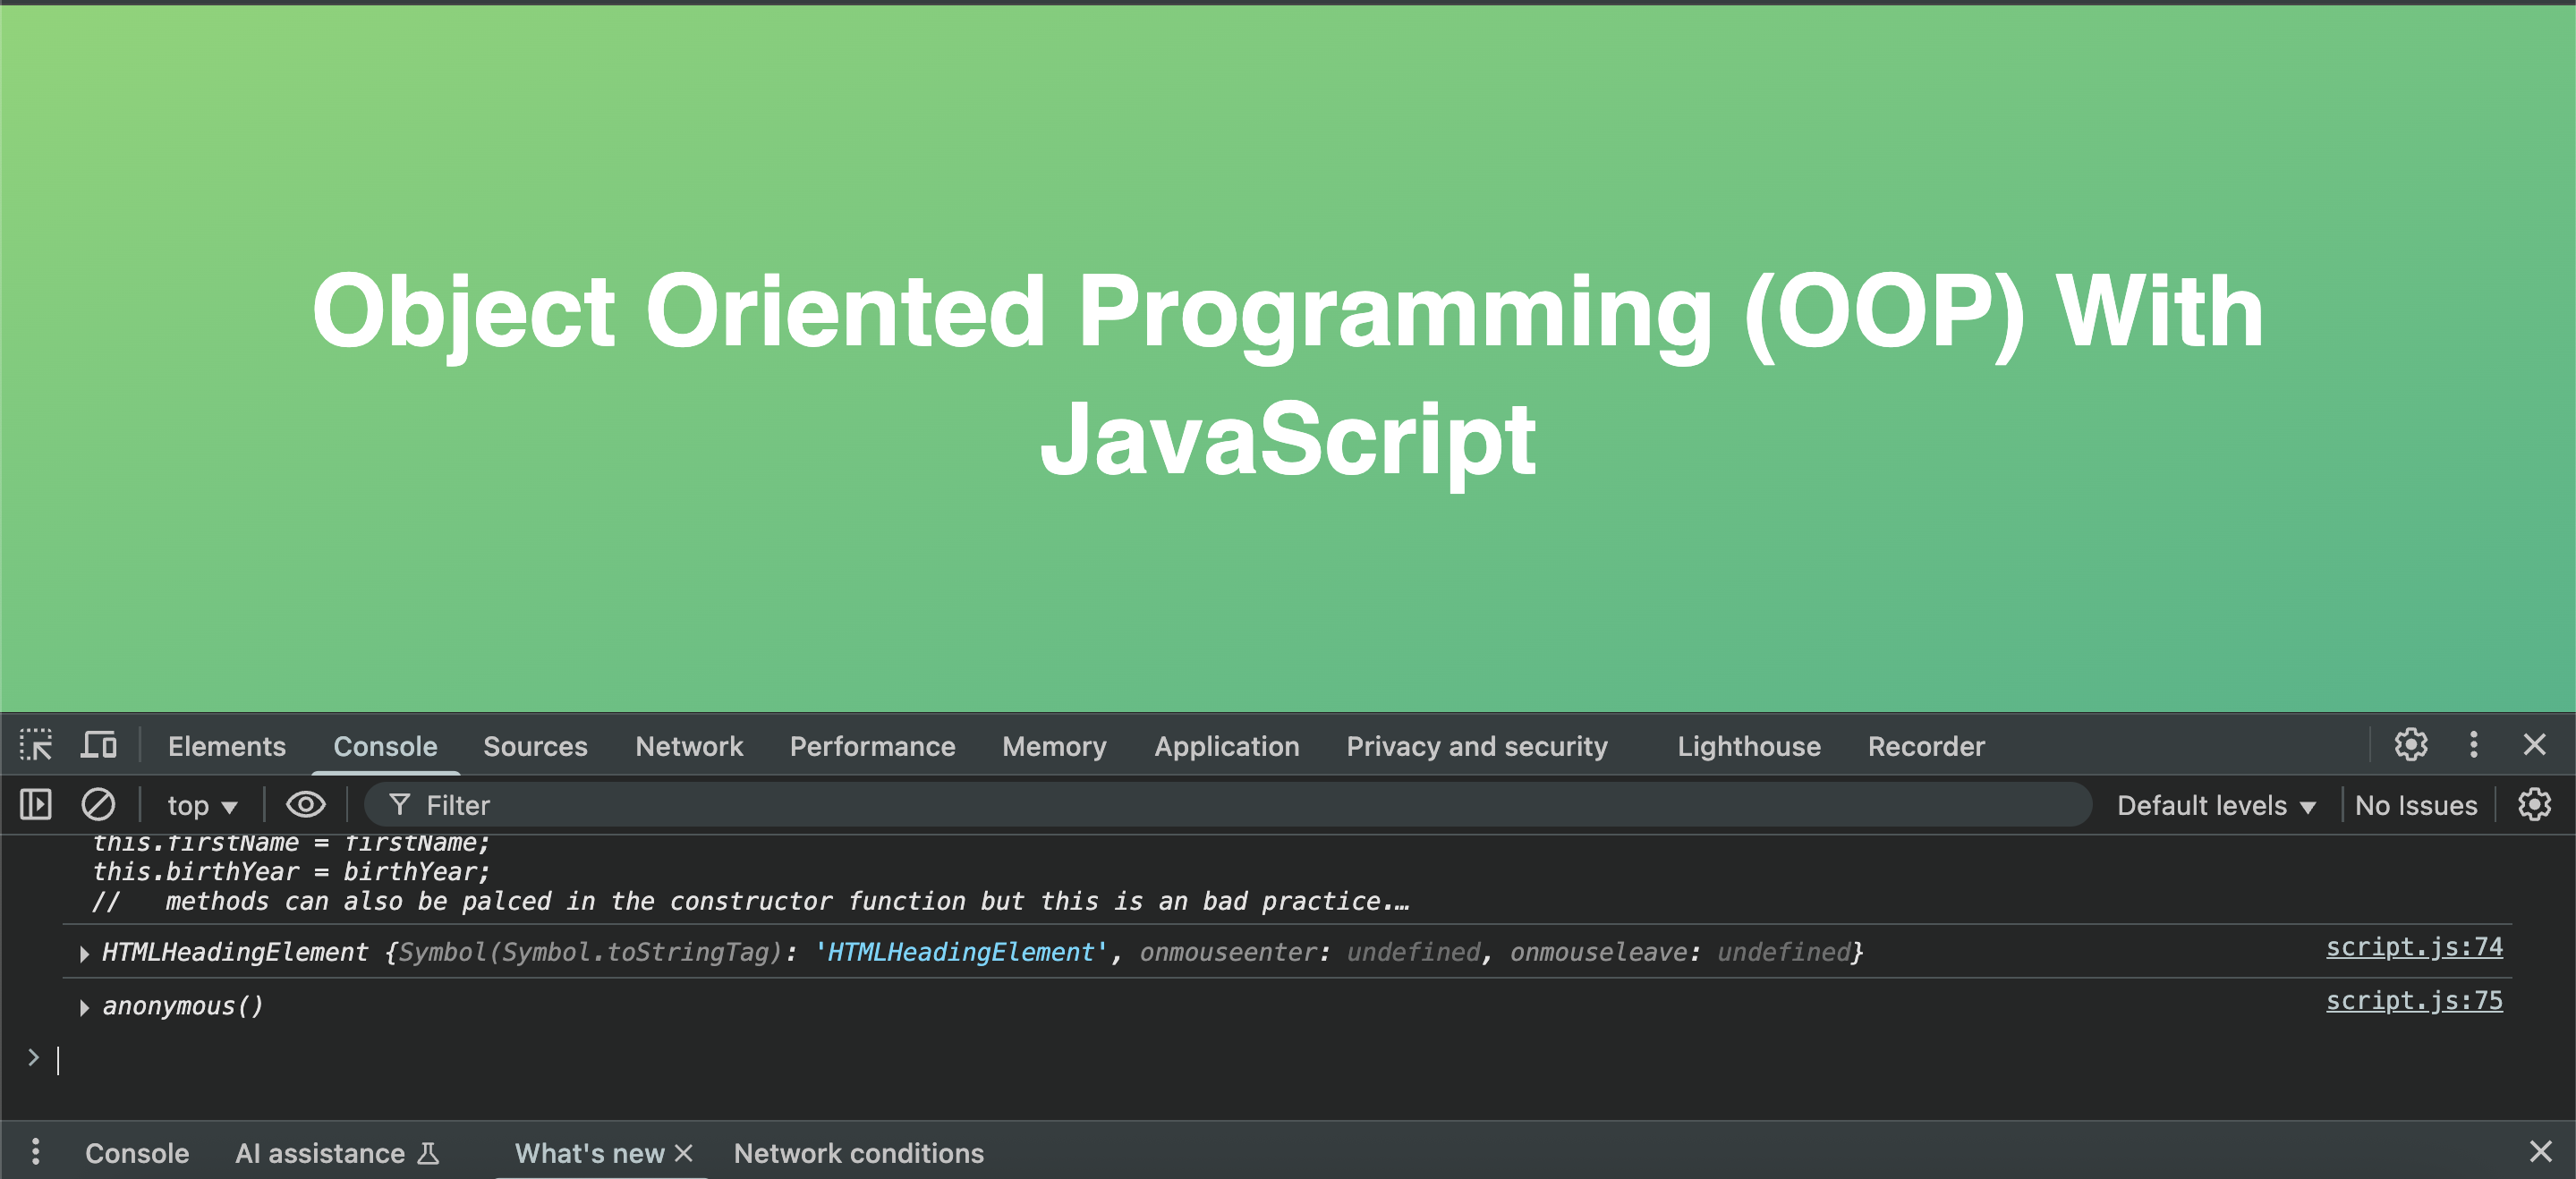 Object Oriented Programming (OOP) With
JavaScript
Elements Console Sources Network Performance Memory Application Privacy and security Lighthouse Recorder
top Filter Default levels No Issues
this.firstName = firstName;
this.birthYear = birthYear;
//   methods can also be palced in the constructor function but this is an bad practice.…
HTMLHeadingElement {Symbol(Symbol.toStringTag): 'HTMLHeadingElement', onmouseenter: undefined, onmouseleave: undefined} script.js:74
anonymous() script.js:75
>
Console AI assistance What's new Network conditions